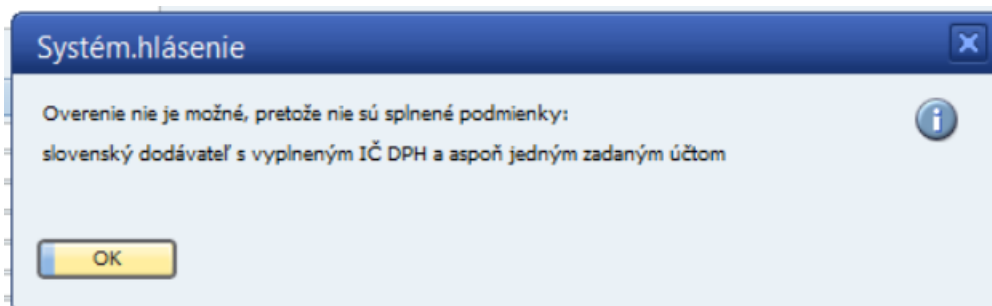 Systém.hlásenie
Overenie nie je možné, pretože nie sú splnené podmienky:
slovenský dodávateľ s vyplneným IČ DPH a aspoň jedným zadaným účtom
OK